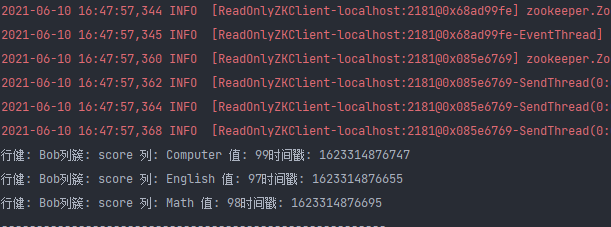 2021-06-10 16:47:57,344 INFO  [ReadOnlyZKClient-localhost:2181@0x68ad99fe] zookeeper.Zo
2021-06-10 16:47:57,345 INFO  [ReadOnlyZKClient-localhost:2181@0x68ad99fe-EventThread]
2021-06-10 16:47:57,360 INFO  [ReadOnlyZKClient-localhost:2181@0x085e6769] zookeeper.Zo
2021-06-10 16:47:57,362 INFO  [ReadOnlyZKClient-localhost:2181@0x085e6769-SendThread(0:
2021-06-10 16:47:57,364 INFO  [ReadOnlyZKClient-localhost:2181@0x085e6769-SendThread(0:
2021-06-10 16:47:57,368 INFO  [ReadOnlyZKClient-localhost:2181@0x085e6769-SendThread(0:
行健: Bob列簇: score 列: Computer 值: 99时间戳: 1623314876747
行健: Bob列簇: score 列: English 值: 97时间戳: 1623314876655
行健: Bob列簇: score 列: Math 值: 98时间戳: 1623314876695